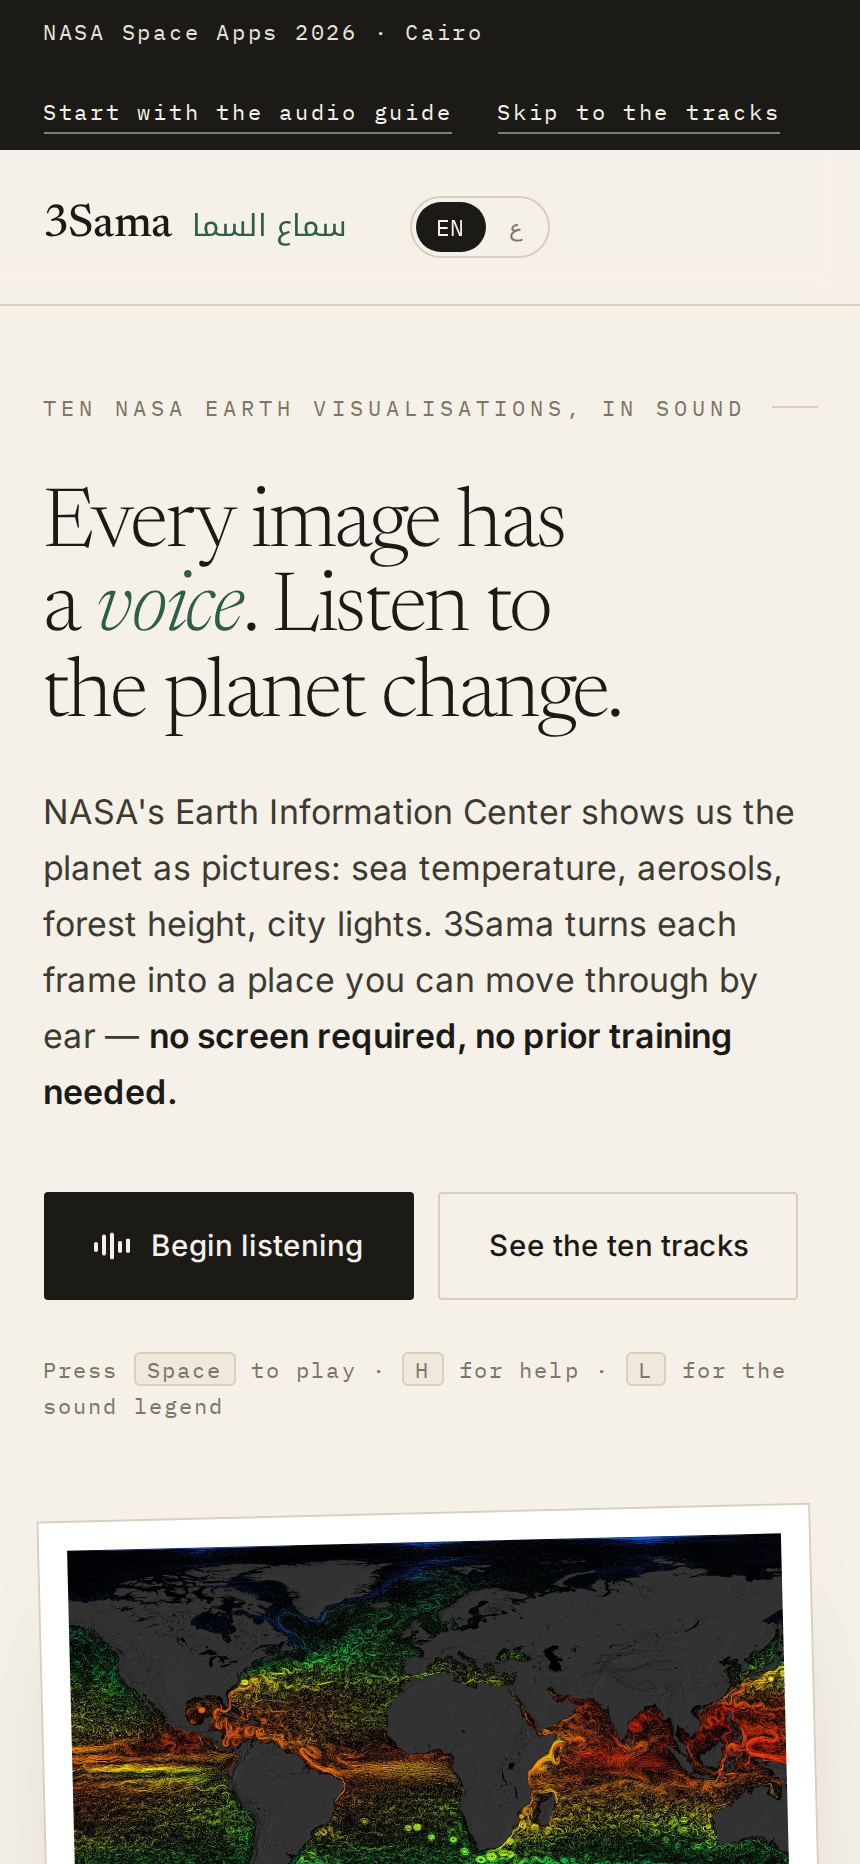 NASA Space Apps 2026 · Cairo
Start with the audio guide Skip to the tracks
3Sama سماع السما EN ع
TEN NASA EARTH VISUALISATIONS, IN SOUND
Every image has
a voice. Listen to
the planet change.
NASA's Earth Information Center shows us the
planet as pictures: sea temperature, aerosols,
forest height, city lights. 3Sama turns each
frame into a place you can move through by
ear — no screen required, no prior training
needed.
Begin listening See the ten tracks
Press Space to play · H for help · L for the
sound legend